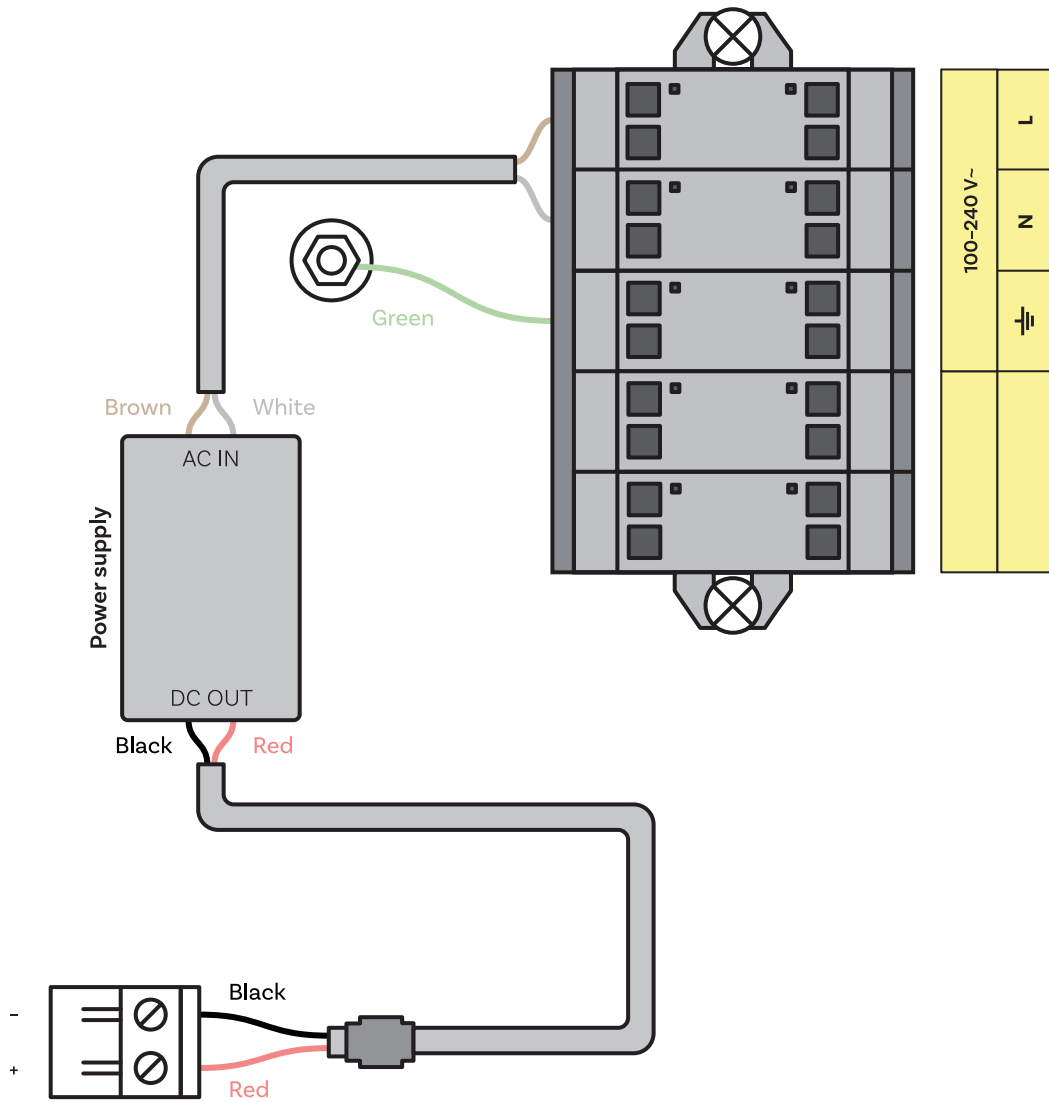 L
100-240 V~
N
Green
Brown
White
AC IN
Power supply
DC OUT
Black
Red
Black
-
+
Red